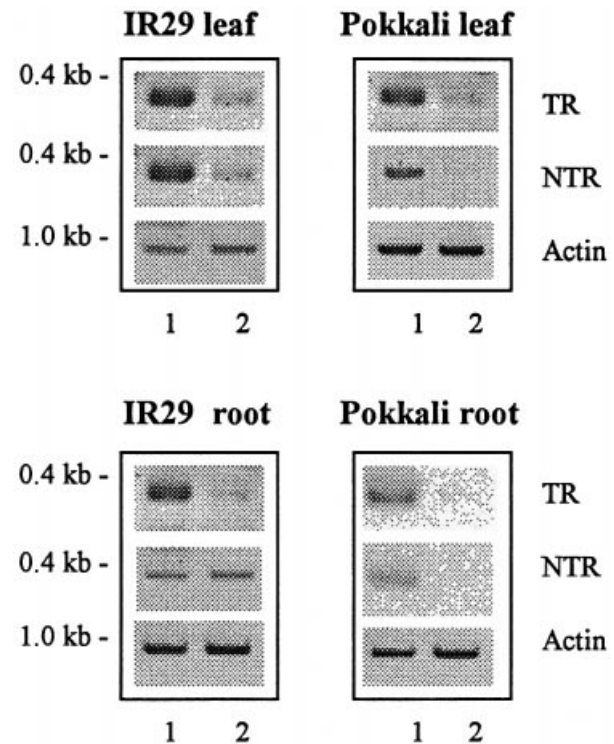 IR29 leaf Pokkali leaf
0.4 kb - TR
0.4 kb - NTR
1.0 kb - Actin
1 2 1 2
IR29 root Pokkali root
0.4 kb - TR
0.4 kb - NTR
1.0 kb - Actin
1 2 1 2